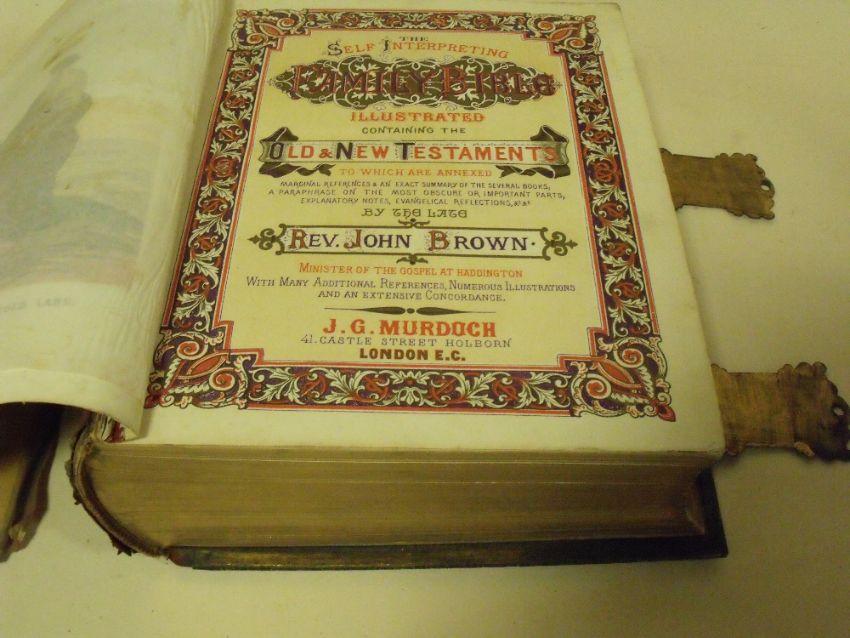 THE
SELF INTERPRETING
FAMILY BIBLE
ILLUSTRATED
CONTAINING THE
OLD & NEW TESTAMENTS
TO WHICH ARE ANNEXED
MARGINAL REFERENCES & AN EXACT SUMMARY OF THE SEVERAL BOOKS,
A PARAPHRASE ON THE MOST OBSCURE OR IMPORTANT PARTS,
EXPLANATORY NOTES, EVANGELICAL REFLECTIONS, &c &c
BY THE LATE
REV. JOHN BROWN.
MINISTER OF THE GOSPEL AT HADDINGTON
WITH MANY ADDITIONAL REFERENCES, NUMEROUS ILLUSTRATIONS
AND AN EXTENSIVE CONCORDANCE.
J. G. MURDOCH
41. CASTLE STREET HOLBORN
LONDON E.C.